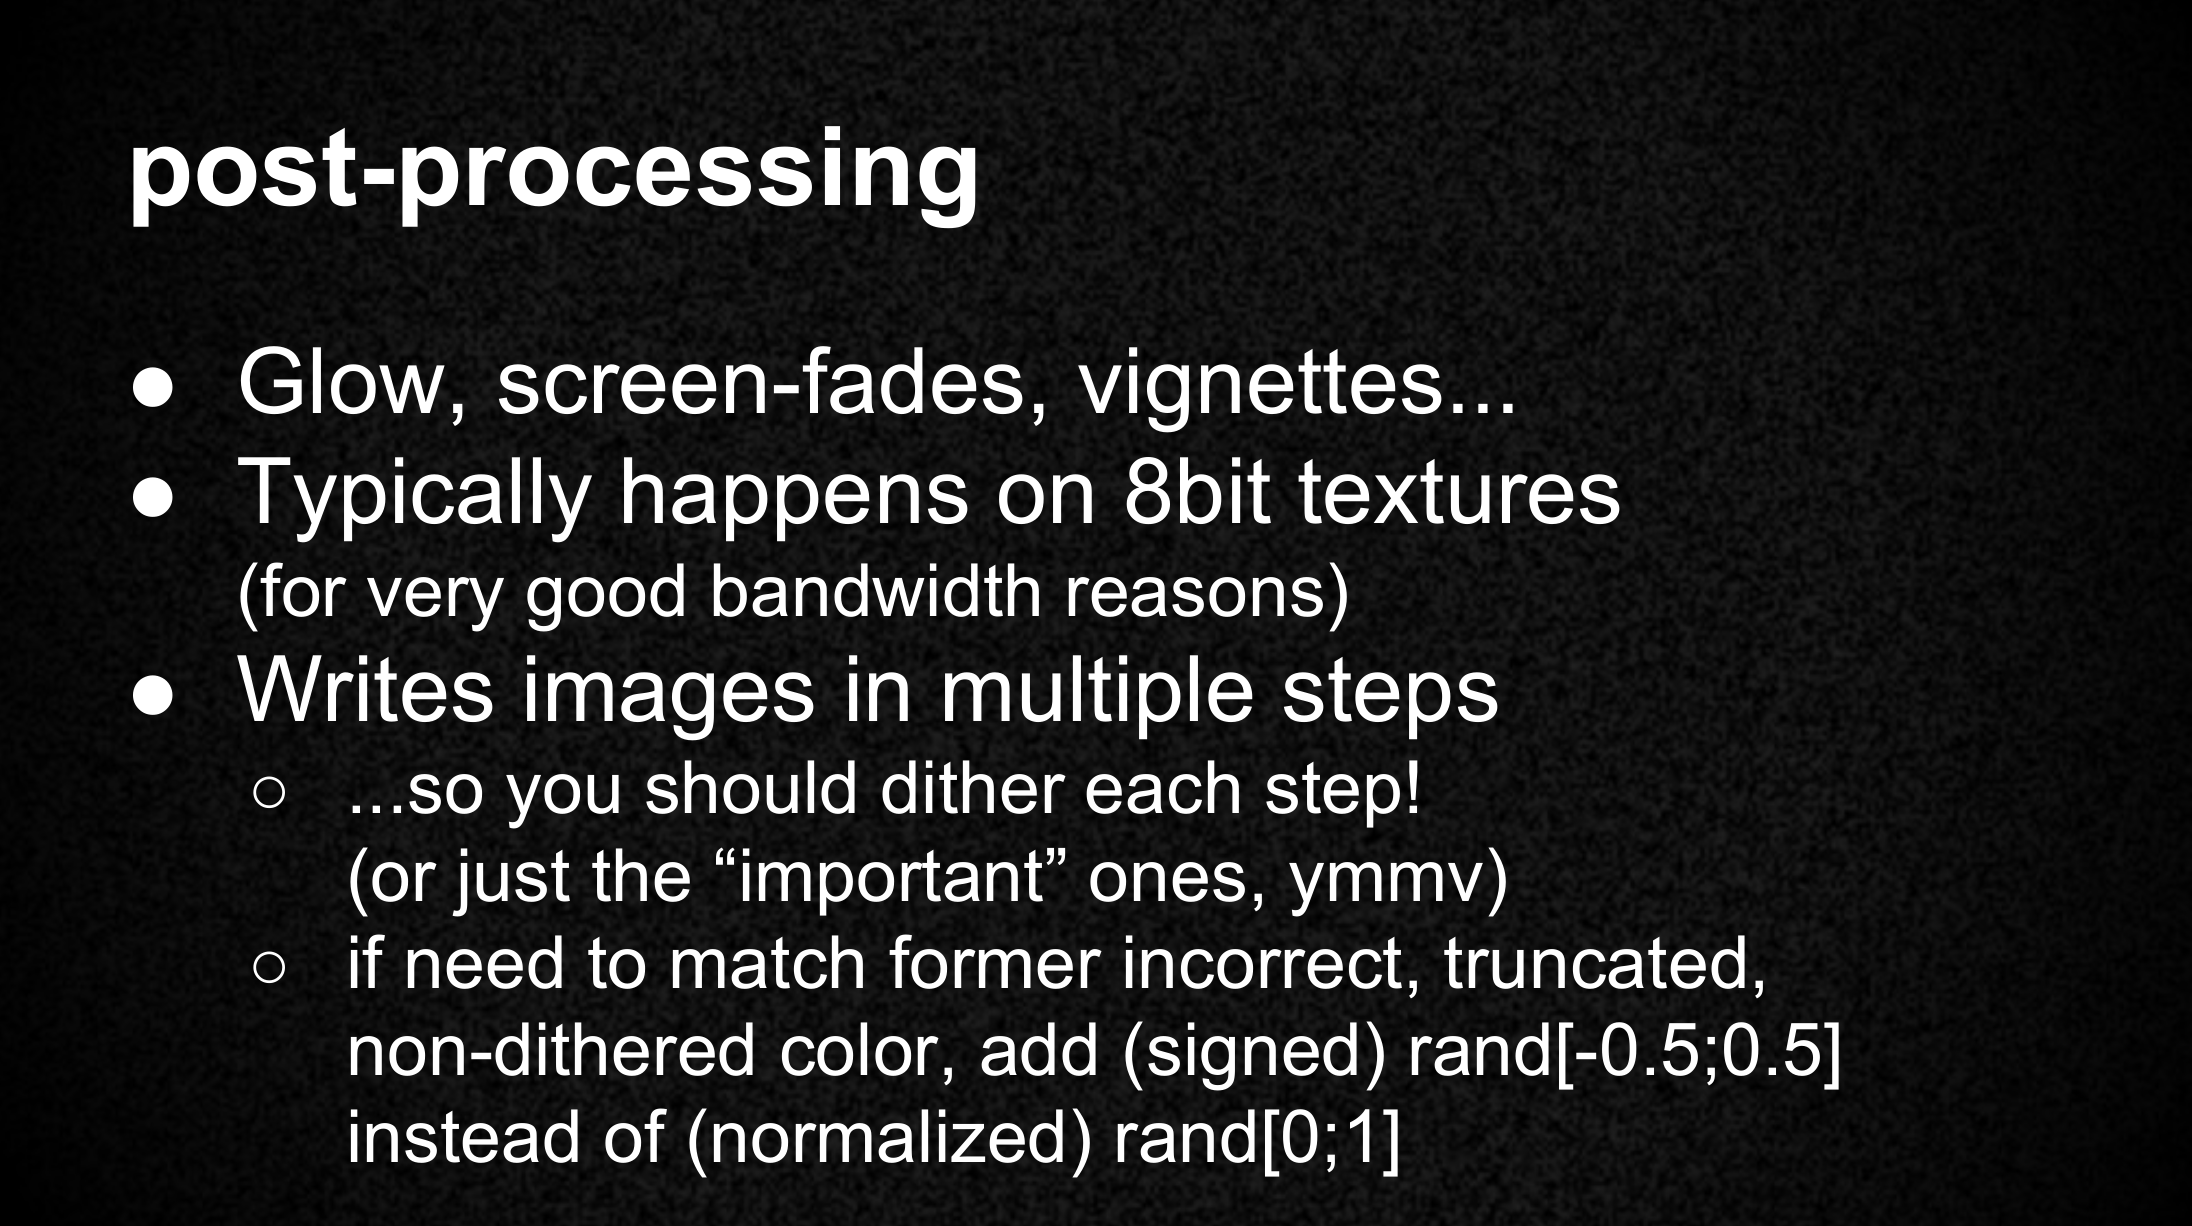 post-processing
● Glow, screen-fades, vignettes...
● Typically happens on 8bit textures
(for very good bandwidth reasons)
● Writes images in multiple steps
○ ...so you should dither each step!
(or just the “important” ones, ymmv)
○ if need to match former incorrect, truncated,
non-dithered color, add (signed) rand[-0.5;0.5]
instead of (normalized) rand[0;1]